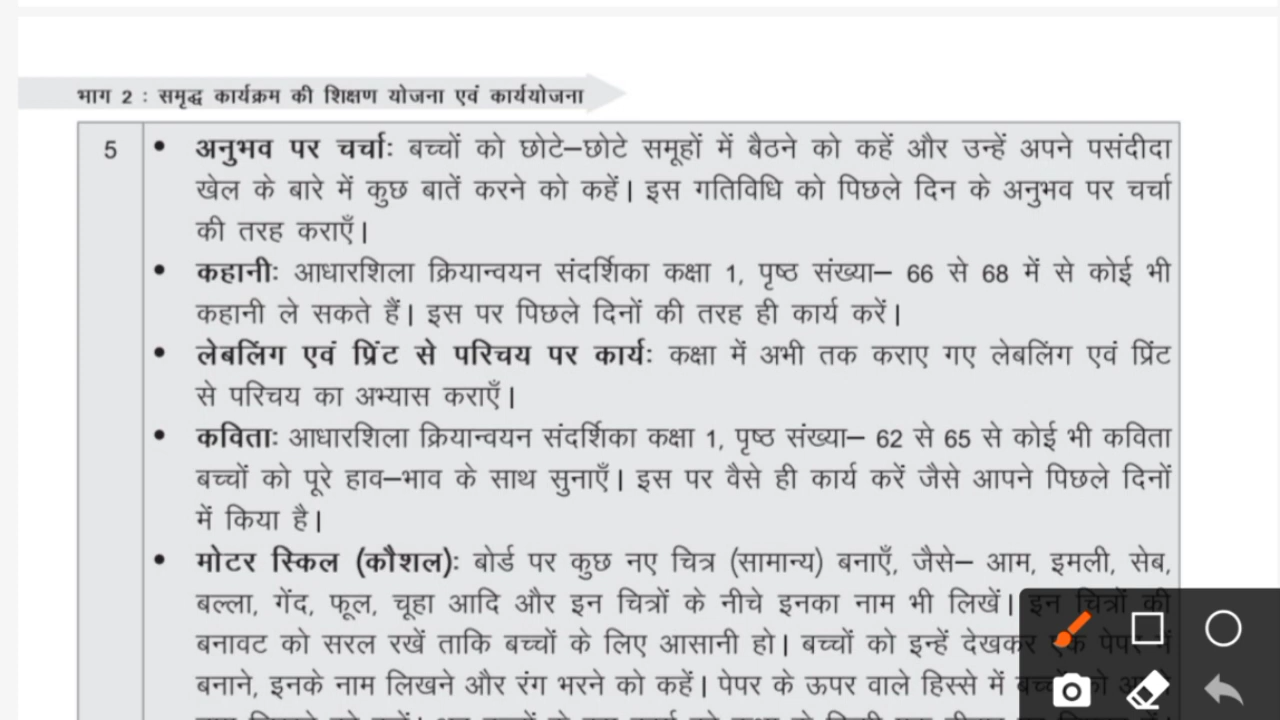 भाग 2 : समृद्ध कार्यक्रम की शिक्षण योजना एवं कार्ययोजना
5 • अनुभव पर चर्चाः बच्चों को छोटे–छोटे समूहों में बैठने को कहें और उन्हें अपने पसंदीदा
खेल के बारे में कुछ बातें करने को कहें। इस गतिविधि को पिछले दिन के अनुभव पर चर्चा
की तरह कराएँ।
• कहानीः आधारशिला क्रियान्वयन संदर्शिका कक्षा 1, पृष्ठ संख्या– 66 से 68 में से कोई भी
कहानी ले सकते हैं। इस पर पिछले दिनों की तरह ही कार्य करें।
• लेबलिंग एवं प्रिंट से परिचय पर कार्यः कक्षा में अभी तक कराए गए लेबलिंग एवं प्रिंट
से परिचय का अभ्यास कराएँ।
• कविताः आधारशिला क्रियान्वयन संदर्शिका कक्षा 1, पृष्ठ संख्या– 62 से 65 से कोई भी कविता
बच्चों को पूरे हाव–भाव के साथ सुनाएँ। इस पर वैसे ही कार्य करें जैसे आपने पिछले दिनों
में किया है।
• मोटर स्किल (कौशल)ः बोर्ड पर कुछ नए चित्र (सामान्य) बनाएँ, जैसे– आम, इमली, सेब,
बल्ला, गेंद, फूल, चूहा आदि और इन चित्रों के नीचे इनका नाम भी लिखें। इन चित्रों की
बनावट को सरल रखें ताकि बच्चों के लिए आसानी हो। बच्चों को इन्हें देखकर एक पेपर में
बनाने, इनके नाम लिखने और रंग भरने को कहें। पेपर के ऊपर वाले हिस्से में बच्चों को